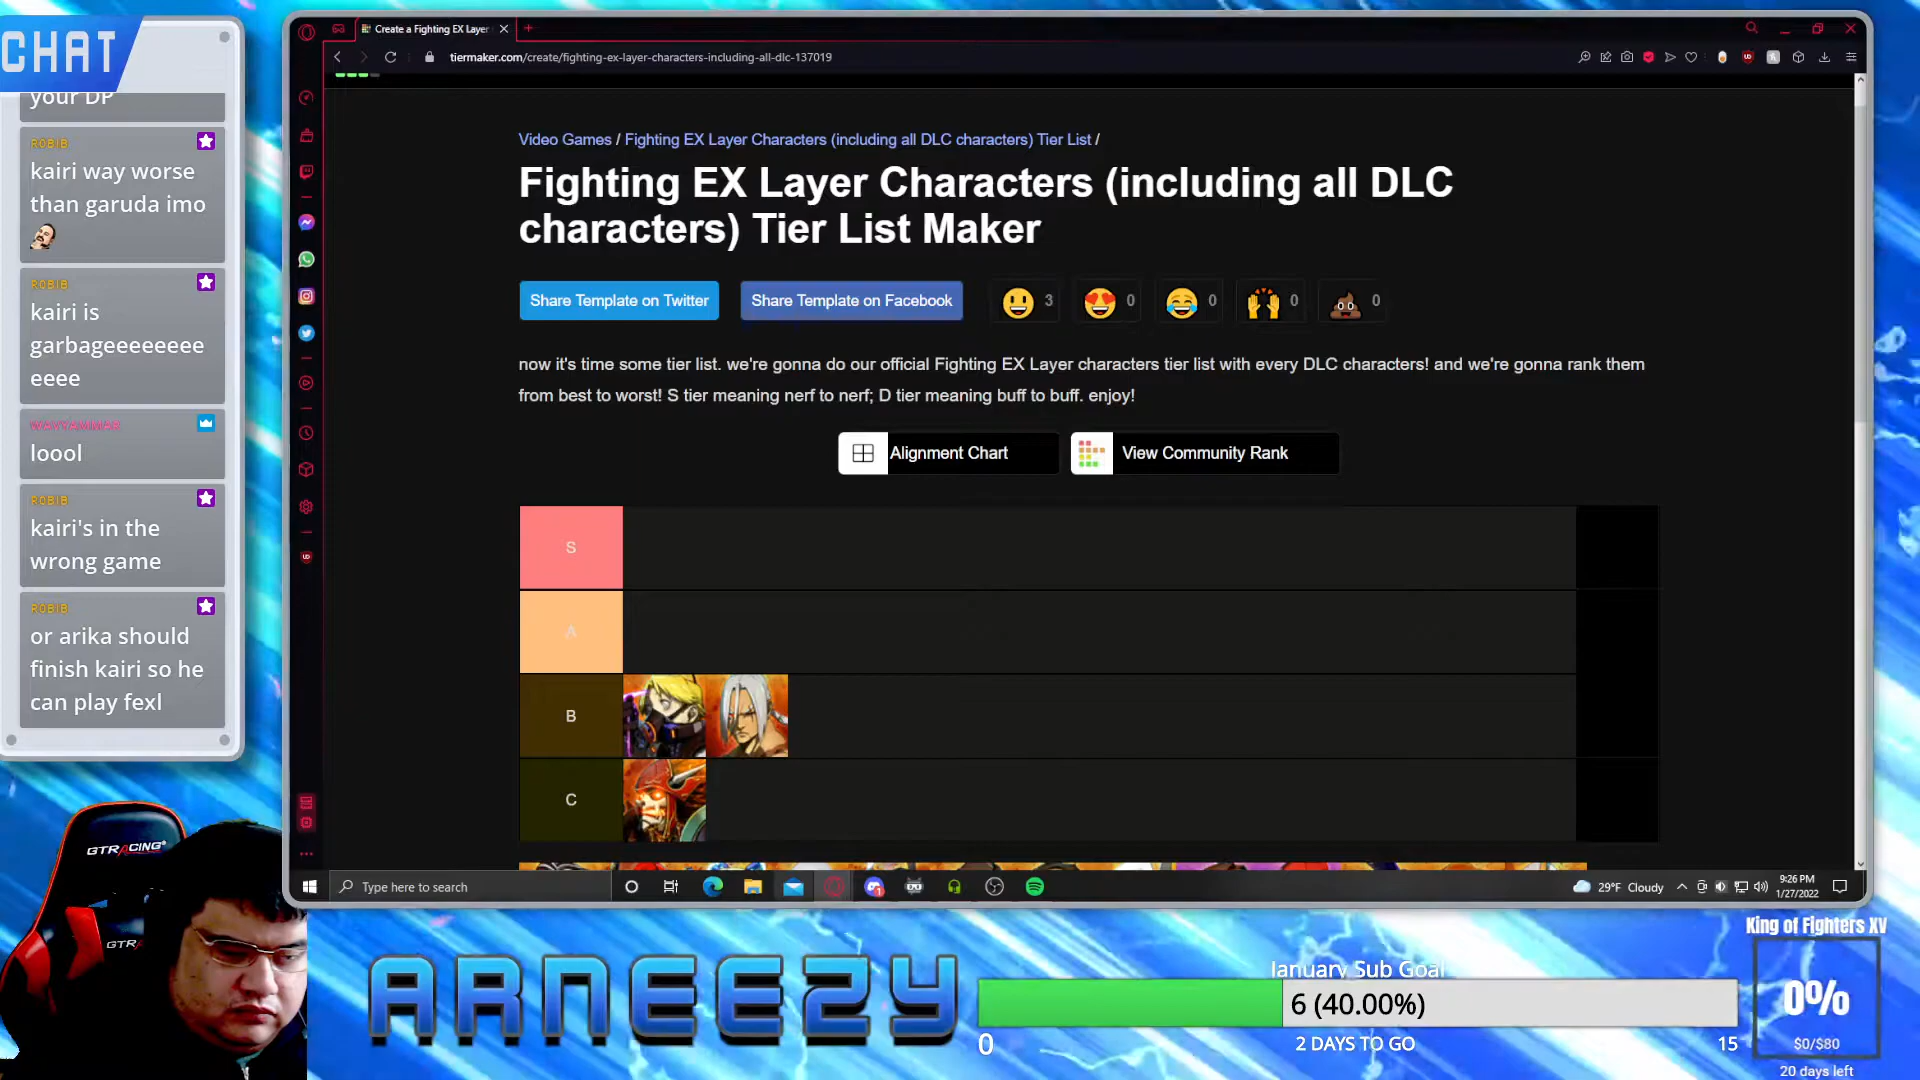 CHAT
your DP
ROBIB
kairi way worse
than garuda imo
ROBIB
kairi is
garbageeeeeeee
eeee
loool
ROBIB
kairi's in the
wrong game
ROBIB
or arika should
finish kairi so he
can play fexl
Create a Fighting EX Layer
tiermaker.com/create/fighting-ex-layer-characters-including-all-dlc-137019
Video Games / Fighting EX Layer Characters (including all DLC characters) Tier List /
Fighting EX Layer Characters (including all DLC
characters) Tier List Maker
Share Template on Twitter
Share Template on Facebook
3
0
0
0
0
now it's time some tier list. we're gonna do our official Fighting EX Layer characters tier list with every DLC characters! and we're gonna rank them
from best to worst! S tier meaning nerf to nerf; D tier meaning buff to buff. enjoy!
Alignment Chart
View Community Rank
S
A
B
C
Type here to search
29°F Cloudy
9:26 PM
1/27/2022
GTRACING
GTRA
ARNEEZY
January Sub Goal
6 (40.00%)
0
2 DAYS TO GO
15
King of Fighters XV
0%
$0/$80
20 days left